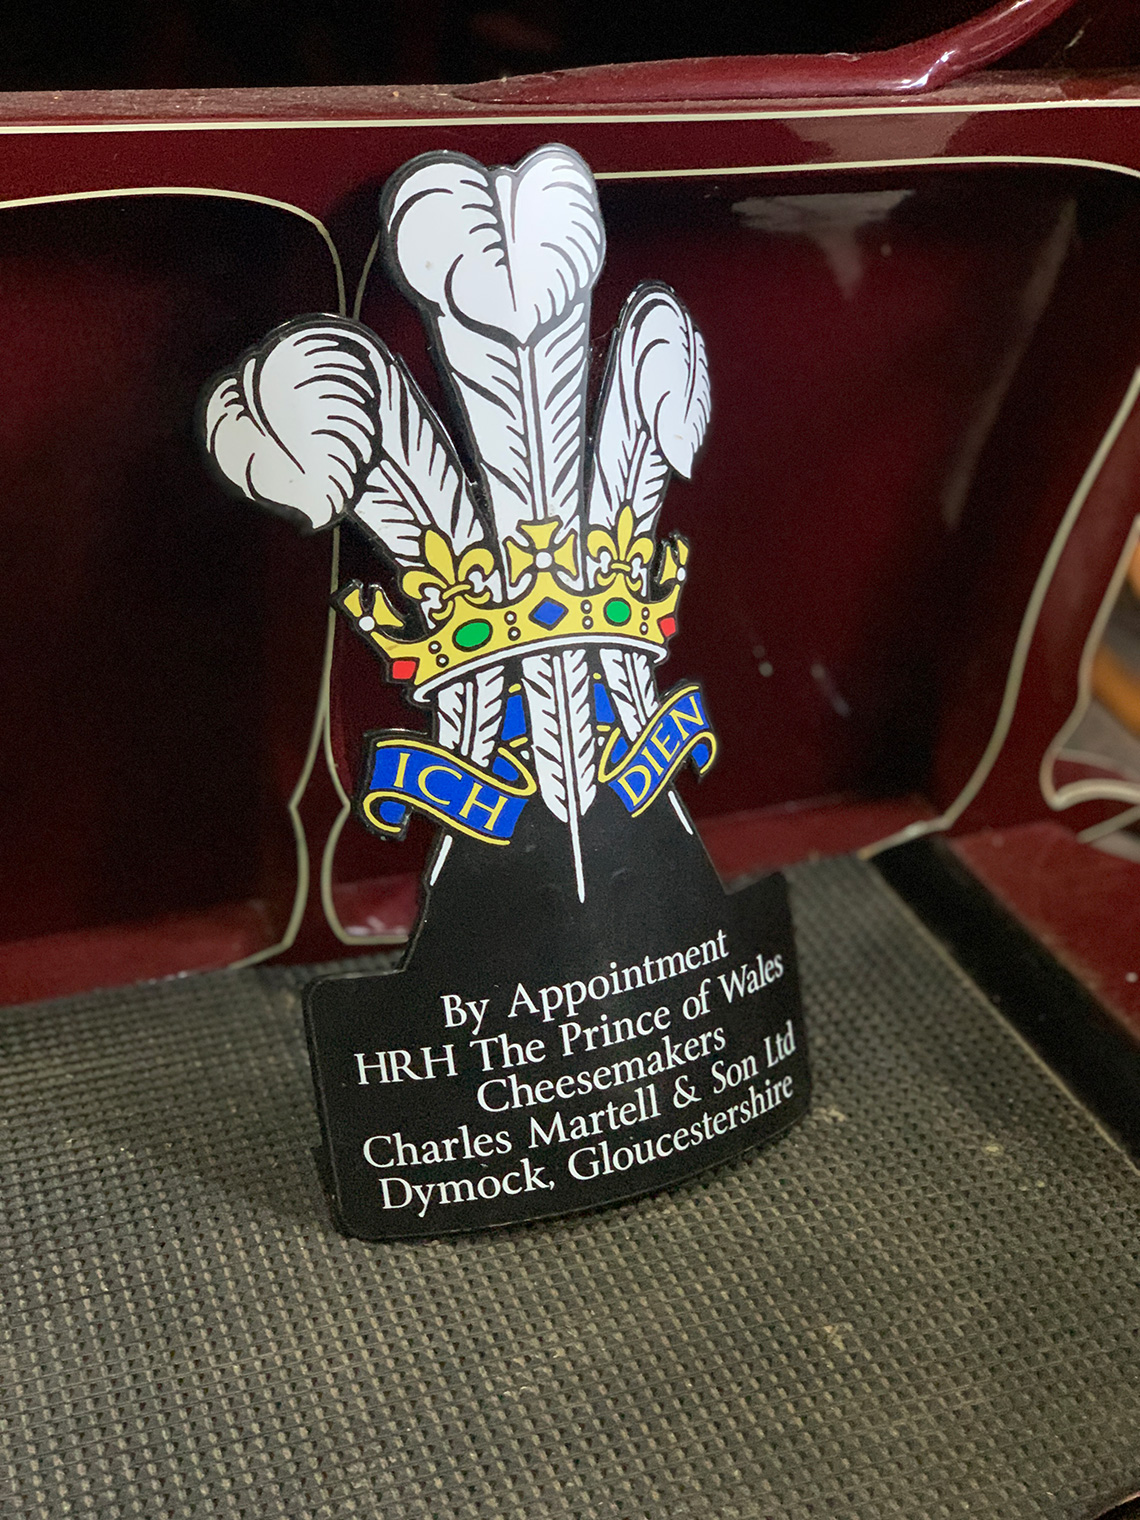 ICH DIEN
By Appointment
HRH The Prince of Wales
Cheesemakers
Charles Martell & Son Ltd
Dymock, Gloucestershire